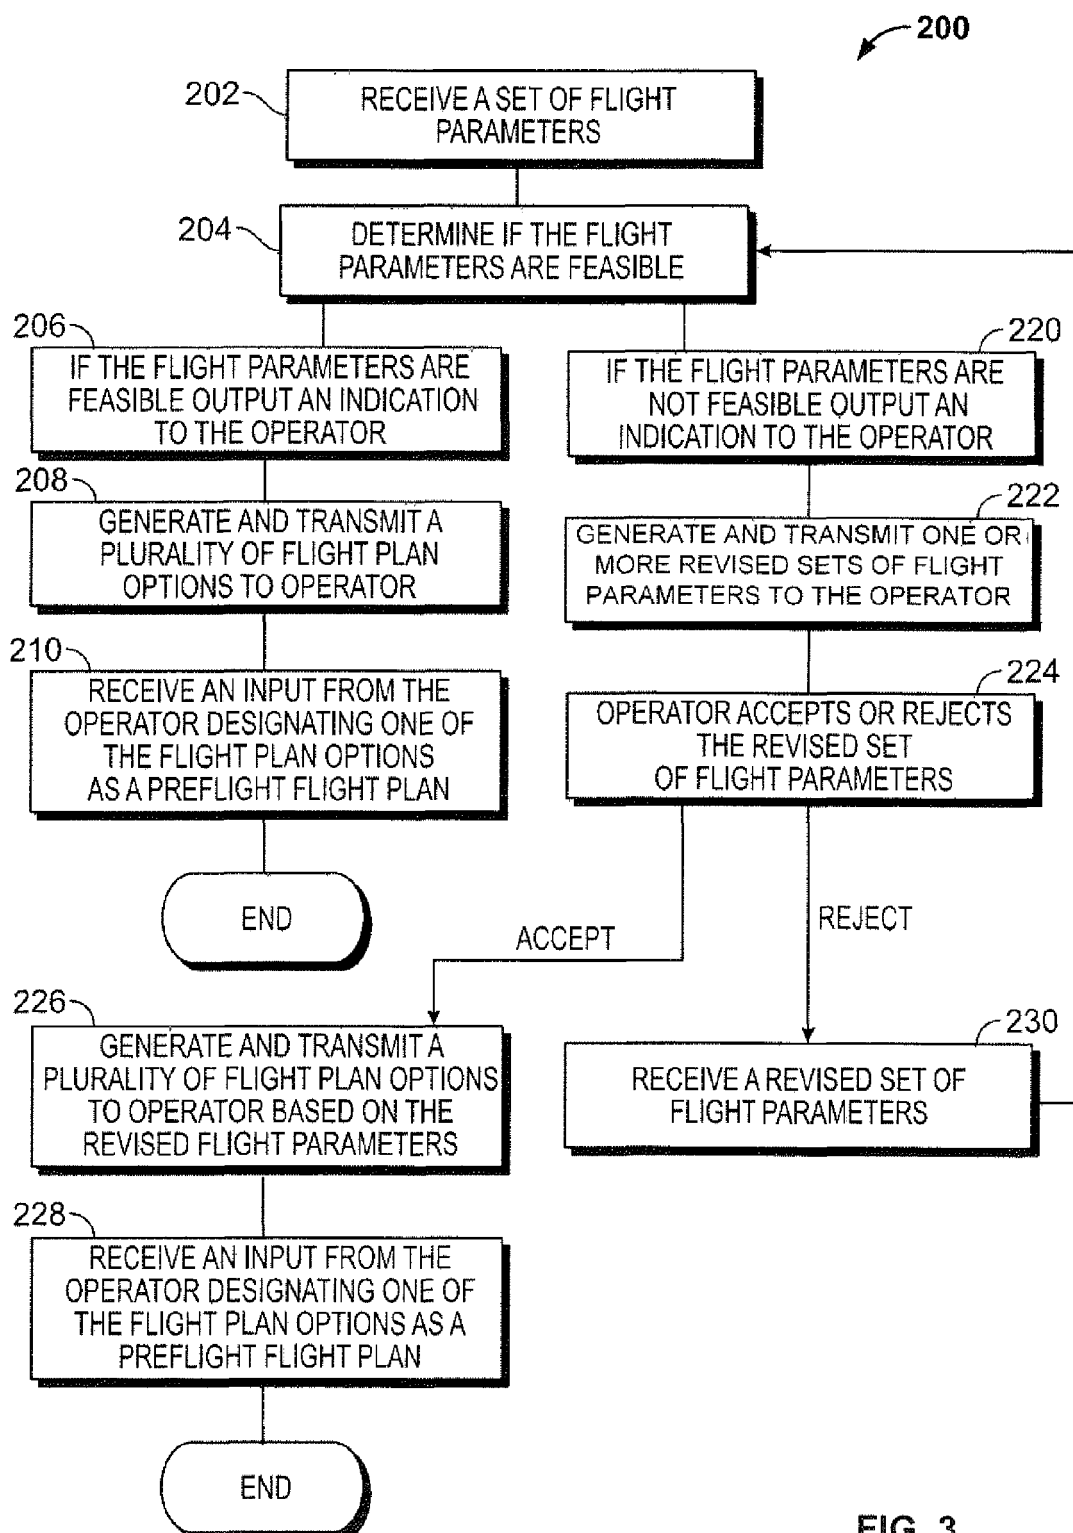 200
202
RECEIVE A SET OF FLIGHT
PARAMETERS
204
DETERMINE IF THE FLIGHT
PARAMETERS ARE FEASIBLE
206
IF THE FLIGHT PARAMETERS ARE
FEASIBLE OUTPUT AN INDICATION
TO THE OPERATOR
220
IF THE FLIGHT PARAMETERS ARE
NOT FEASIBLE OUTPUT AN
INDICATION TO THE OPERATOR
208
GENERATE AND TRANSMIT A
PLURALITY OF FLIGHT PLAN
OPTIONS TO OPERATOR
222
GENERATE AND TRANSMIT ONE OR
MORE REVISED SETS OF FLIGHT
PARAMETERS TO THE OPERATOR
210
RECEIVE AN INPUT FROM THE
OPERATOR DESIGNATING ONE OF
THE FLIGHT PLAN OPTIONS
AS A PREFLIGHT FLIGHT PLAN
224
OPERATOR ACCEPTS OR REJECTS
THE REVISED SET
OF FLIGHT PARAMETERS
END
ACCEPT
REJECT
226
GENERATE AND TRANSMIT A
PLURALITY OF FLIGHT PLAN OPTIONS
TO OPERATOR BASED ON THE
REVISED FLIGHT PARAMETERS
230
RECEIVE A REVISED SET OF
FLIGHT PARAMETERS
228
RECEIVE AN INPUT FROM THE
OPERATOR DESIGNATING ONE OF
THE FLIGHT PLAN OPTIONS AS A
PREFLIGHT FLIGHT PLAN
END
FIG. 3